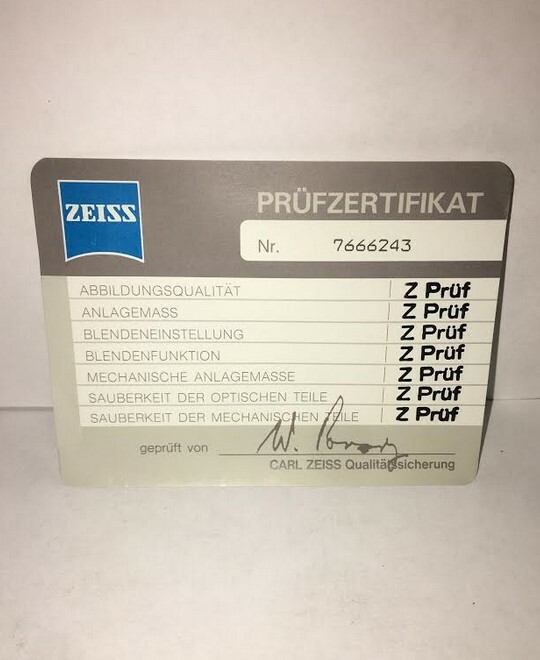 ZEISS
PRÜFZERTIFIKAT
Nr. 7666243
ABBILDUNGSQUALITÄT Z Prüf
ANLAGEMASS Z Prüf
BLENDENEINSTELLUNG Z Prüf
BLENDENFUNKTION Z Prüf
MECHANISCHE ANLAGEMASSE Z Prüf
SAUBERKEIT DER OPTISCHEN TEILE Z Prüf
SAUBERKEIT DER MECHANISCHEN TEILE Z Prüf
geprüft von W.
CARL ZEISS Qualitätssicherung